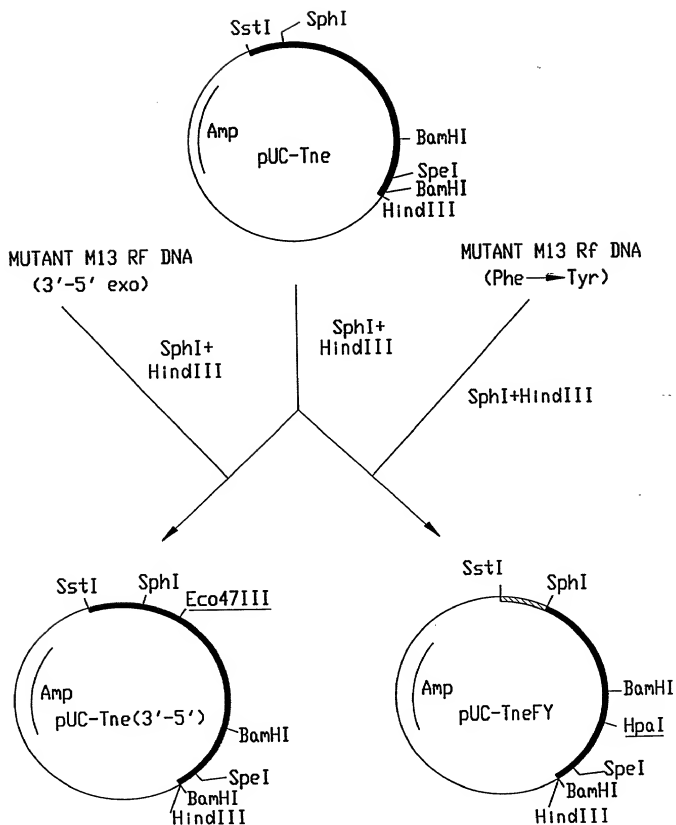 SstI
SphI
Amp
pUC-Tne
BamHI
SpeI
BamHI
HindIII
MUTANT M13 RF DNA
(3′-5′ exo)
MUTANT M13 Rf DNA
(Phe→Tyr)
SphI+
HindIII
SphI+
HindIII
SphI+HindIII
SstI
SphI
Eco47III
Amp
pUC-Tne(3′-5′)
BamHI
SpeI
BamHI
HindIII
SstI
SphI
Amp
pUC-TneFY
BamHI
HpaI
SpeI
BamHI
HindIII